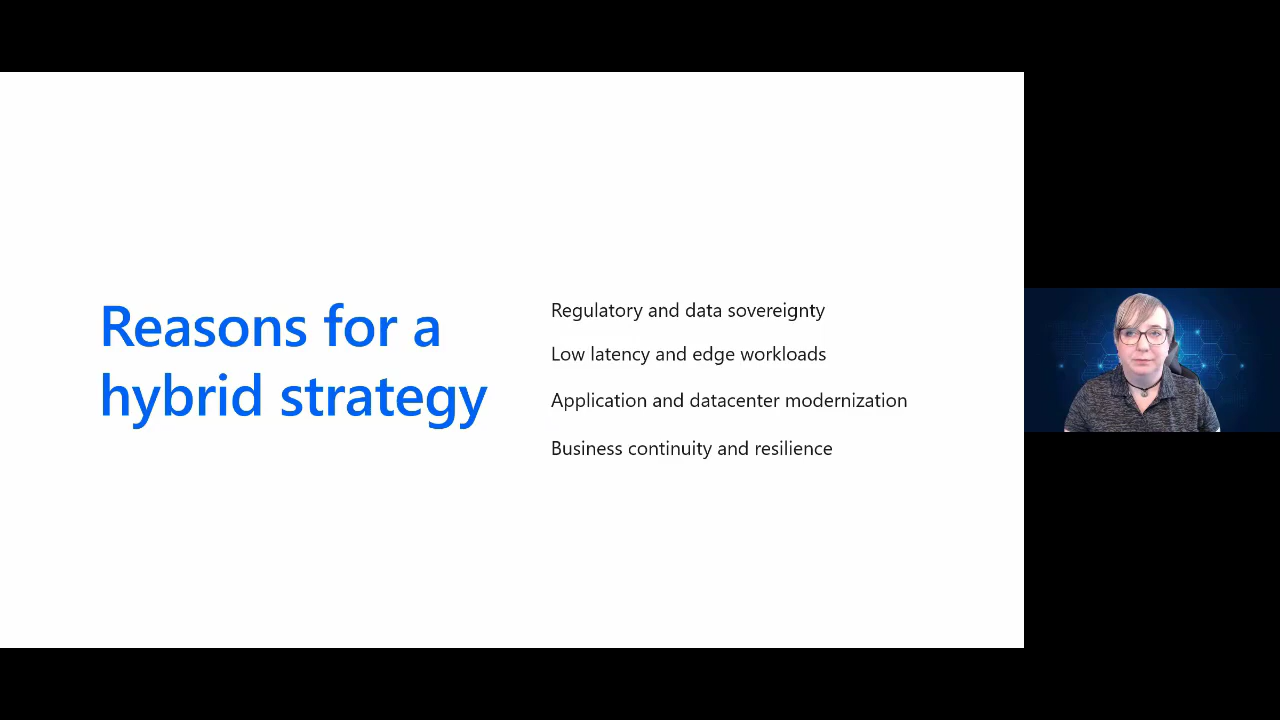 Reasons for a
hybrid strategy
Regulatory and data sovereignty
Low latency and edge workloads
Application and datacenter modernization
Business continuity and resilience